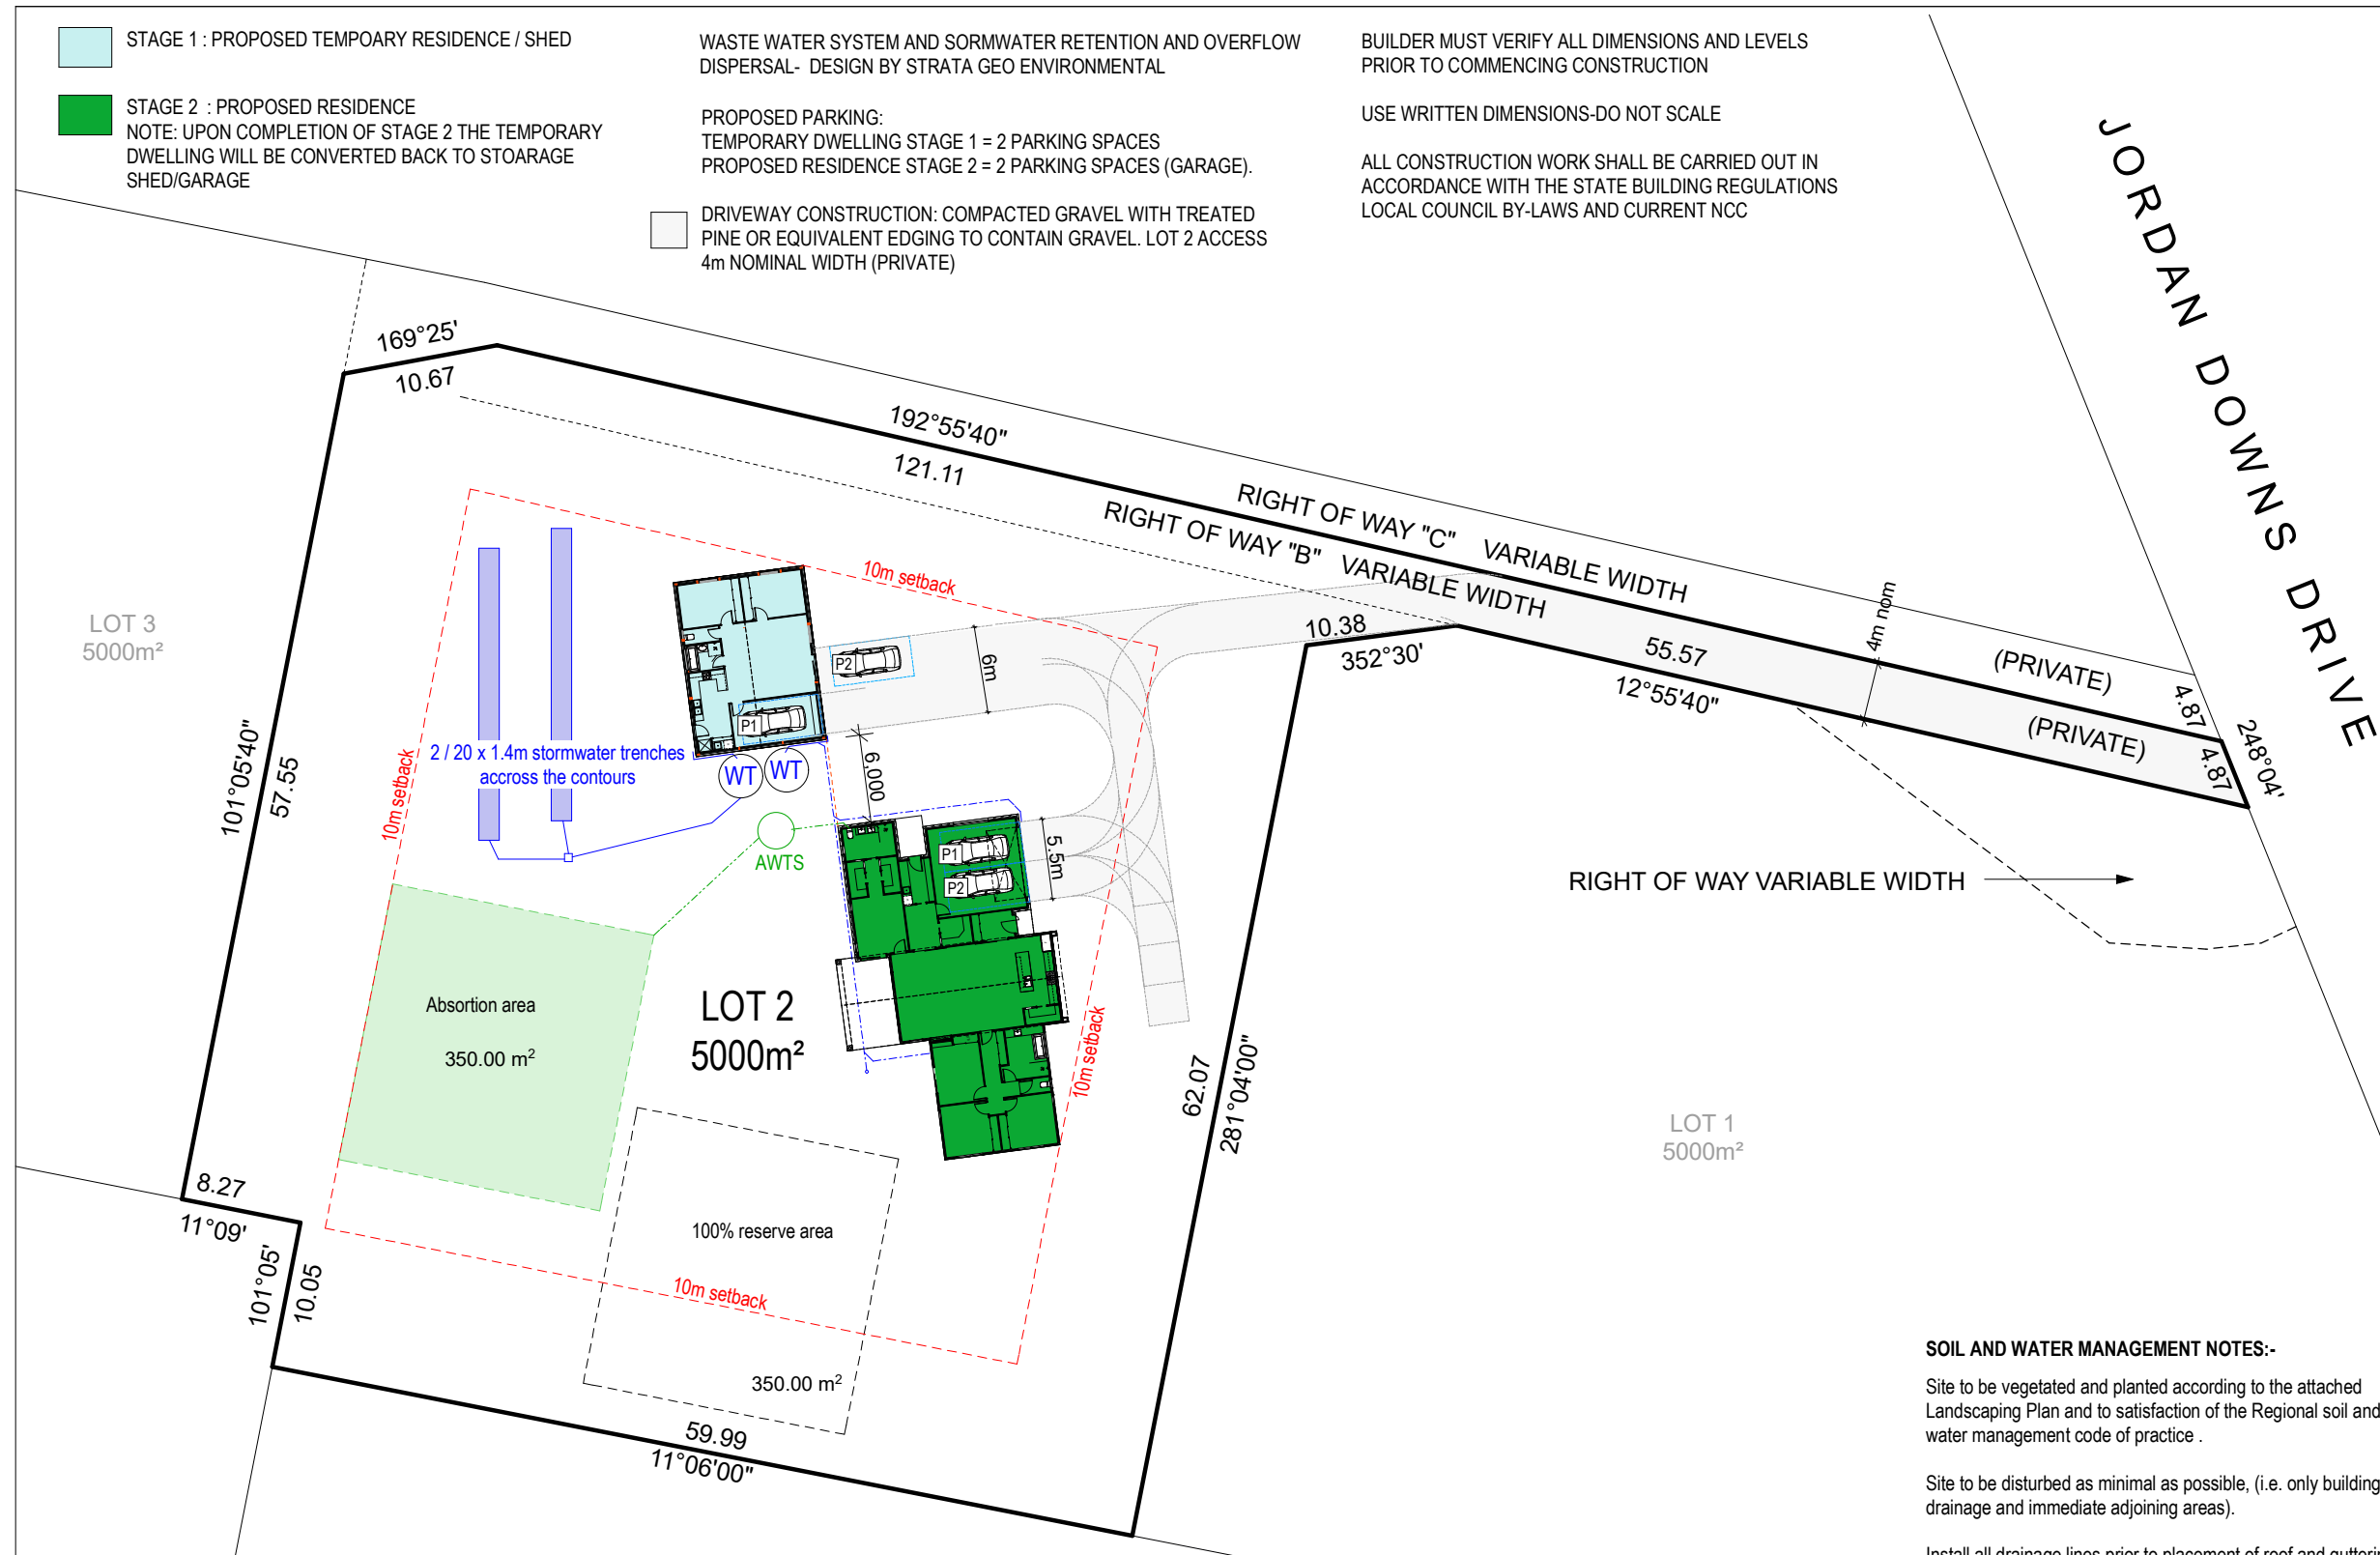 STAGE 1 : PROPOSED TEMPOARY RESIDENCE / SHED
STAGE 2 : PROPOSED RESIDENCE
NOTE: UPON COMPLETION OF STAGE 2 THE TEMPORARY
DWELLING WILL BE CONVERTED BACK TO STOARAGE
SHED/GARAGE
WASTE WATER SYSTEM AND SORMWATER RETENTION AND OVERFLOW
DISPERSAL- DESIGN BY STRATA GEO ENVIRONMENTAL
PROPOSED PARKING:
TEMPORARY DWELLING STAGE 1 = 2 PARKING SPACES
PROPOSED RESIDENCE STAGE 2 = 2 PARKING SPACES (GARAGE).
DRIVEWAY CONSTRUCTION: COMPACTED GRAVEL WITH TREATED
PINE OR EQUIVALENT EDGING TO CONTAIN GRAVEL. LOT 2 ACCESS
4m NOMINAL WIDTH (PRIVATE)
BUILDER MUST VERIFY ALL DIMENSIONS AND LEVELS
PRIOR TO COMMENCING CONSTRUCTION
USE WRITTEN DIMENSIONS-DO NOT SCALE
ALL CONSTRUCTION WORK SHALL BE CARRIED OUT IN
ACCORDANCE WITH THE STATE BUILDING REGULATIONS
LOCAL COUNCIL BY-LAWS AND CURRENT NCC
JORDAN DOWNS DRIVE
169°25'
10.67
192°55'40"
121.11
RIGHT OF WAY "C" VARIABLE WIDTH
(PRIVATE)
RIGHT OF WAY "B" VARIABLE WIDTH
(PRIVATE)
4m nom
4.87
4.87
248°04'
10m setback
LOT 3
5000m²
10.38
352°30'
55.57
12°55'40"
P2
6m
P1
101°05'40"
57.55
10m setback
2 / 20 x 1.4m stormwater trenches
accross the contours
WT
WT
6,000
AWTS
P1
P2
5.5m
RIGHT OF WAY VARIABLE WIDTH
Absortion area
350.00 m²
LOT 2
5000m²
10m setback
62.07
281°04'00"
LOT 1
5000m²
8.27
11°09'
101°05'
10.05
100% reserve area
10m setback
350.00 m²
59.99
11°06'00"
SOIL AND WATER MANAGEMENT NOTES:-
Site to be vegetated and planted according to the attached
Landscaping Plan and to satisfaction of the Regional soil and
water management code of practice .
Site to be disturbed as minimal as possible, (i.e. only building
drainage and immediate adjoining areas).
Install all drainage lines prior to placement of roof and guttering